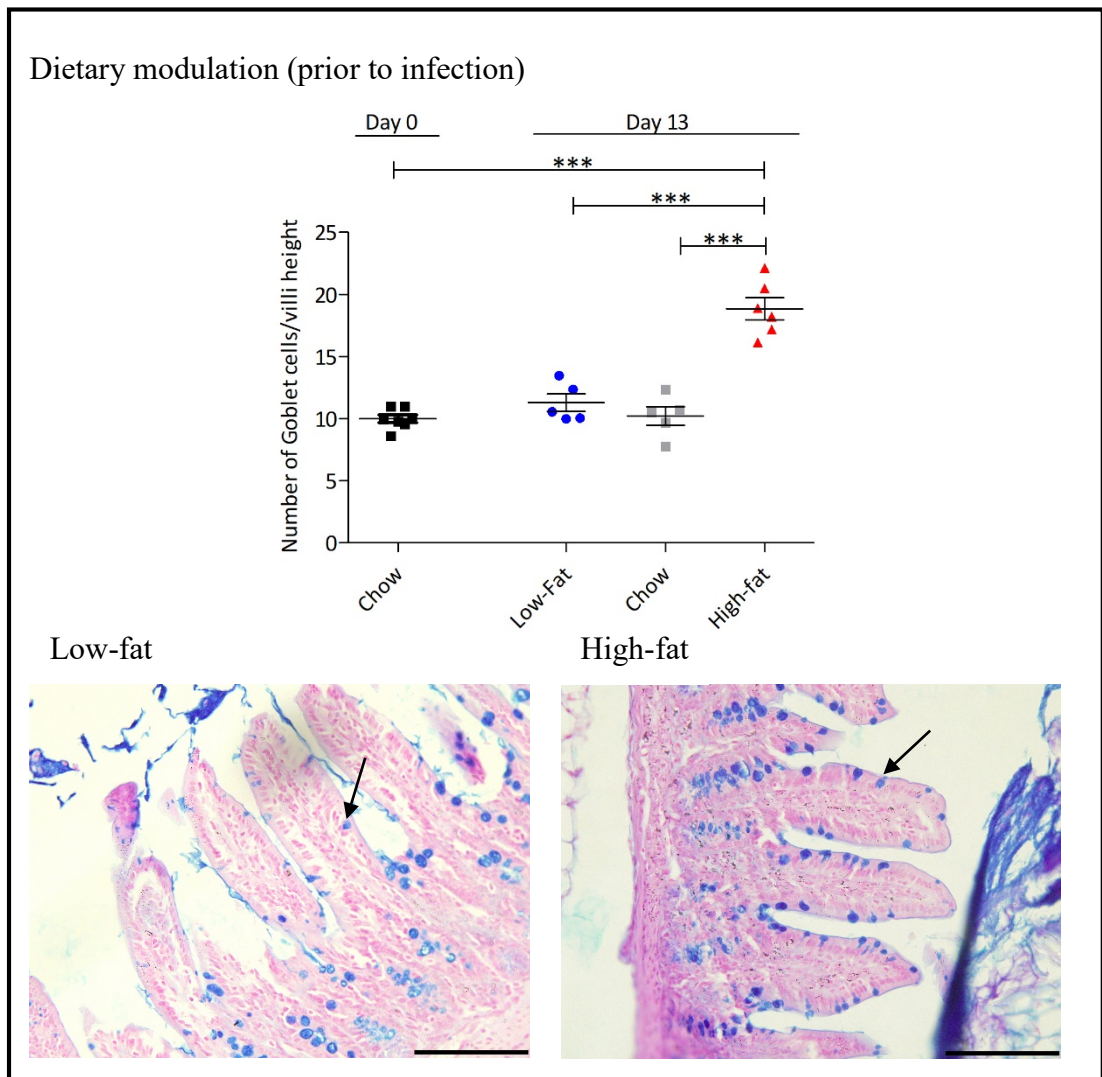 Dietary modulation (prior to infection)
Day 0
Day 13
***
***
***
Number of Goblet cells/villi height
25
20
15
10
5
0
Chow
Low-Fat
Chow
High-fat
Low-fat
High-fat